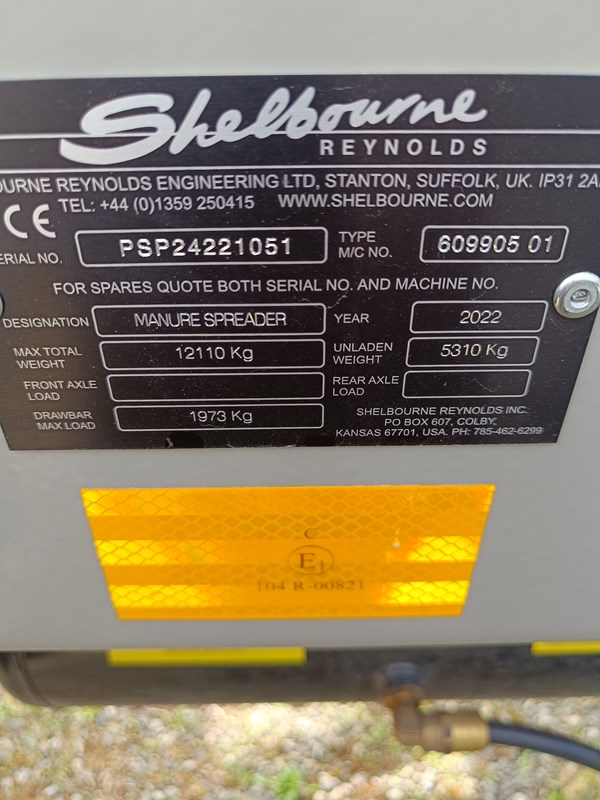 Shelbourne
REYNOLDS
OURNE REYNOLDS ENGINEERING LTD, STANTON, SUFFOLK, UK. IP31 2A
CE TEL: +44 (0)1359 250415 WWW.SHELBOURNE.COM
ERIAL NO. PSP24221051 TYPE M/C NO. 609905 01
FOR SPARES QUOTE BOTH SERIAL NO. AND MACHINE NO.
DESIGNATION MANURE SPREADER YEAR 2022
MAX TOTAL WEIGHT 12110 Kg UNLADEN WEIGHT 5310 Kg
FRONT AXLE LOAD REAR AXLE LOAD
DRAWBAR MAX LOAD 1973 Kg
SHELBOURNE REYNOLDS INC.
PO BOX 607, COLBY,
KANSAS 67701, USA. PH: 785-462-6299
C
E1
104 R-00821